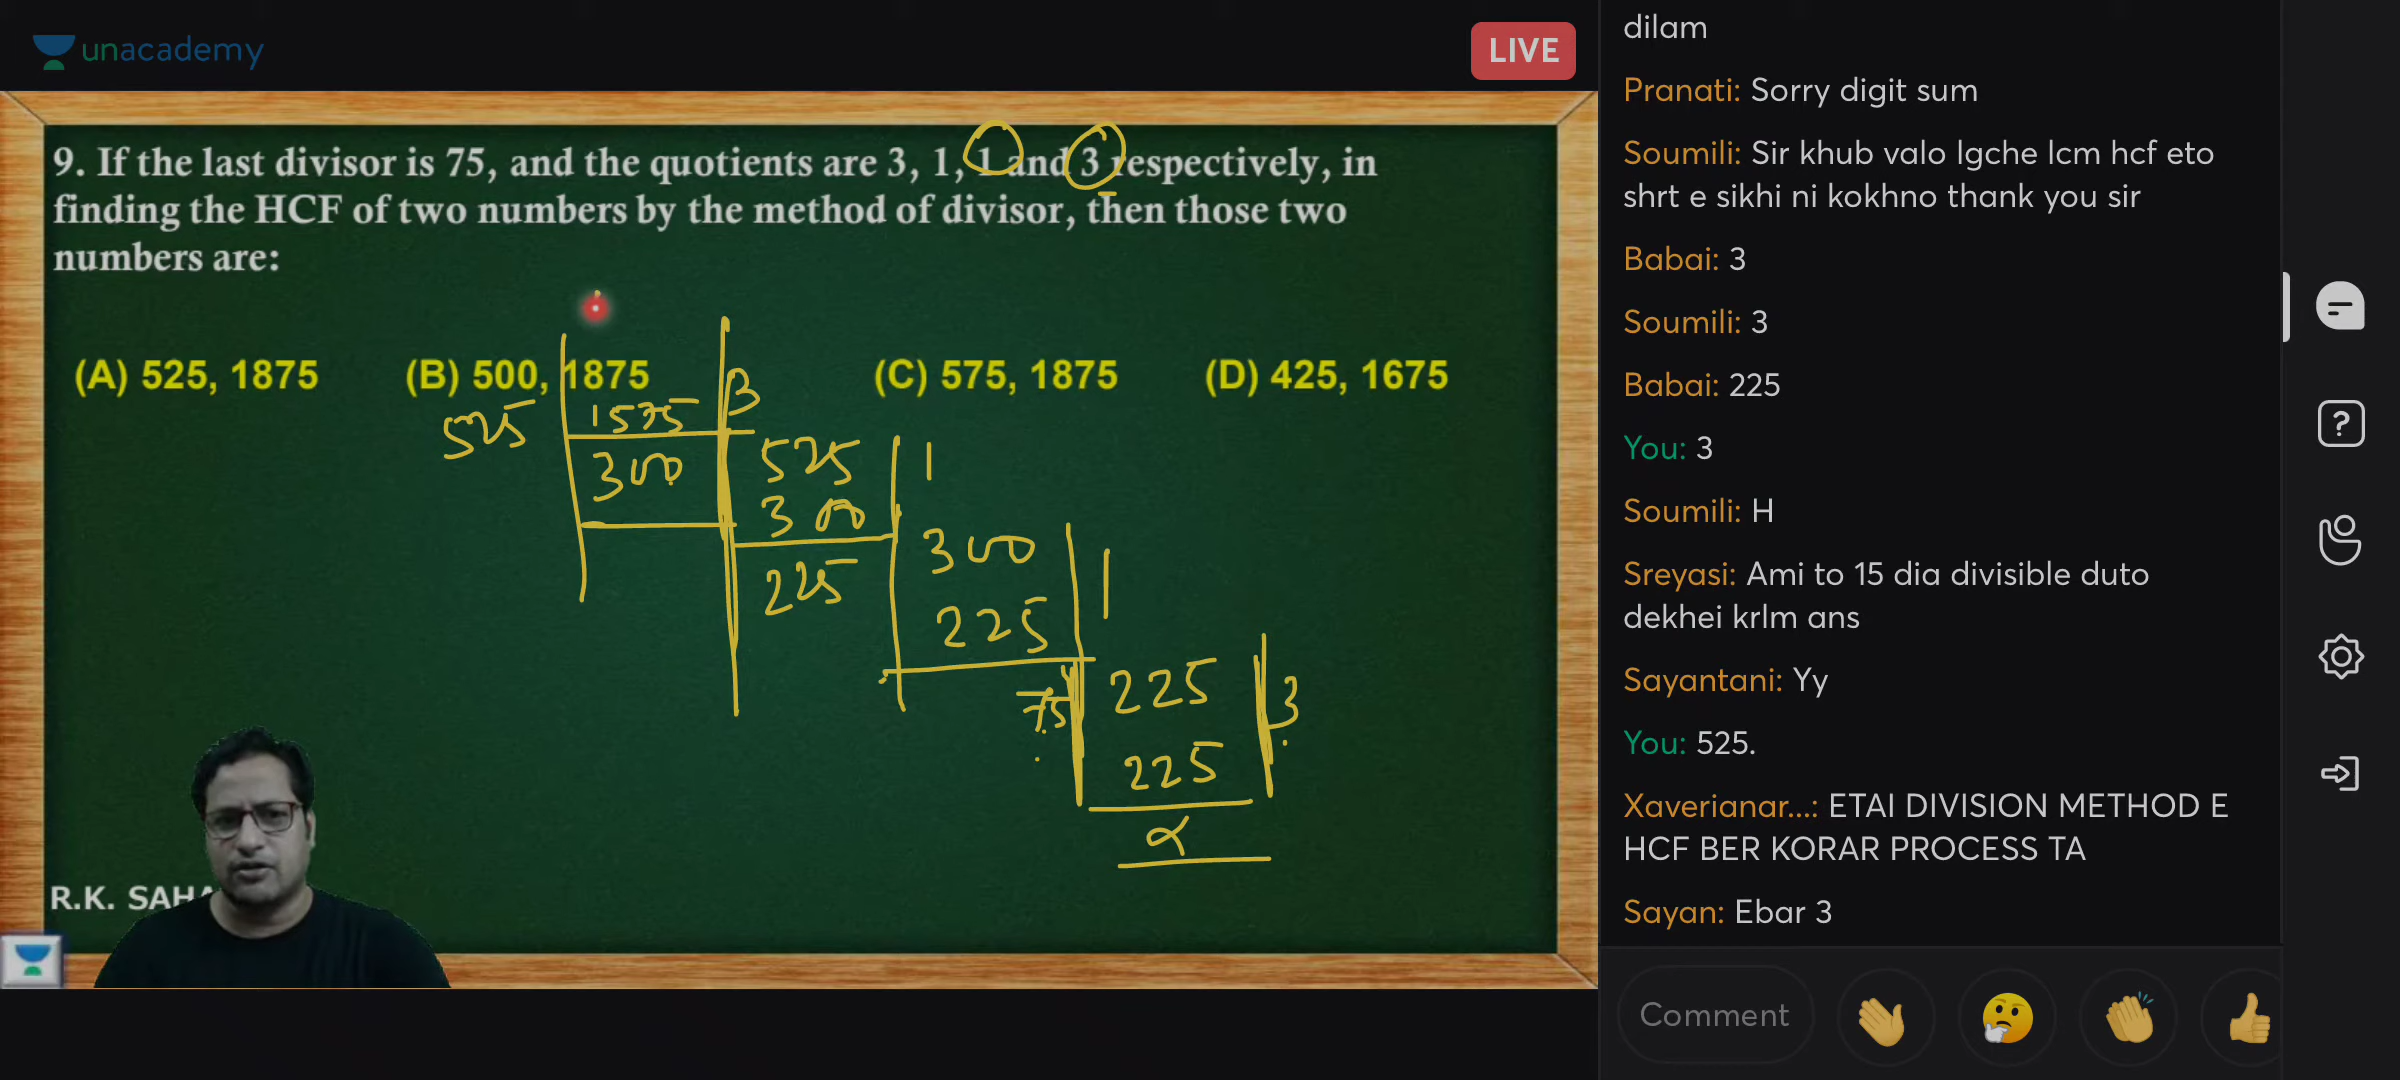 unacademy
LIVE
9. If the last divisor is 75, and the quotients are 3, 1, 1 and 3 respectively, in
finding the HCF of two numbers by the method of divisor, then those two
numbers are:
(A) 525, 1875
(B) 500, 1875
(C) 575, 1875
(D) 425, 1675
525
1575
3
300
525
1
300
225
300
1
225
75
225
3
225
R.K. SAHA
dilam
Pranati: Sorry digit sum
Soumili: Sir khub valo lgche lcm hcf eto
shrt e sikhi ni kokhno thank you sir
Babai: 3
Soumili: 3
Babai: 225
You: 3
Soumili: H
Sreyasi: Ami to 15 dia divisible duto
dekhei krlm ans
Sayantani: Yy
You: 525.
Xaverianar...: ETAI DIVISION METHOD E
HCF BER KORAR PROCESS TA
Sayan: Ebar 3
Comment